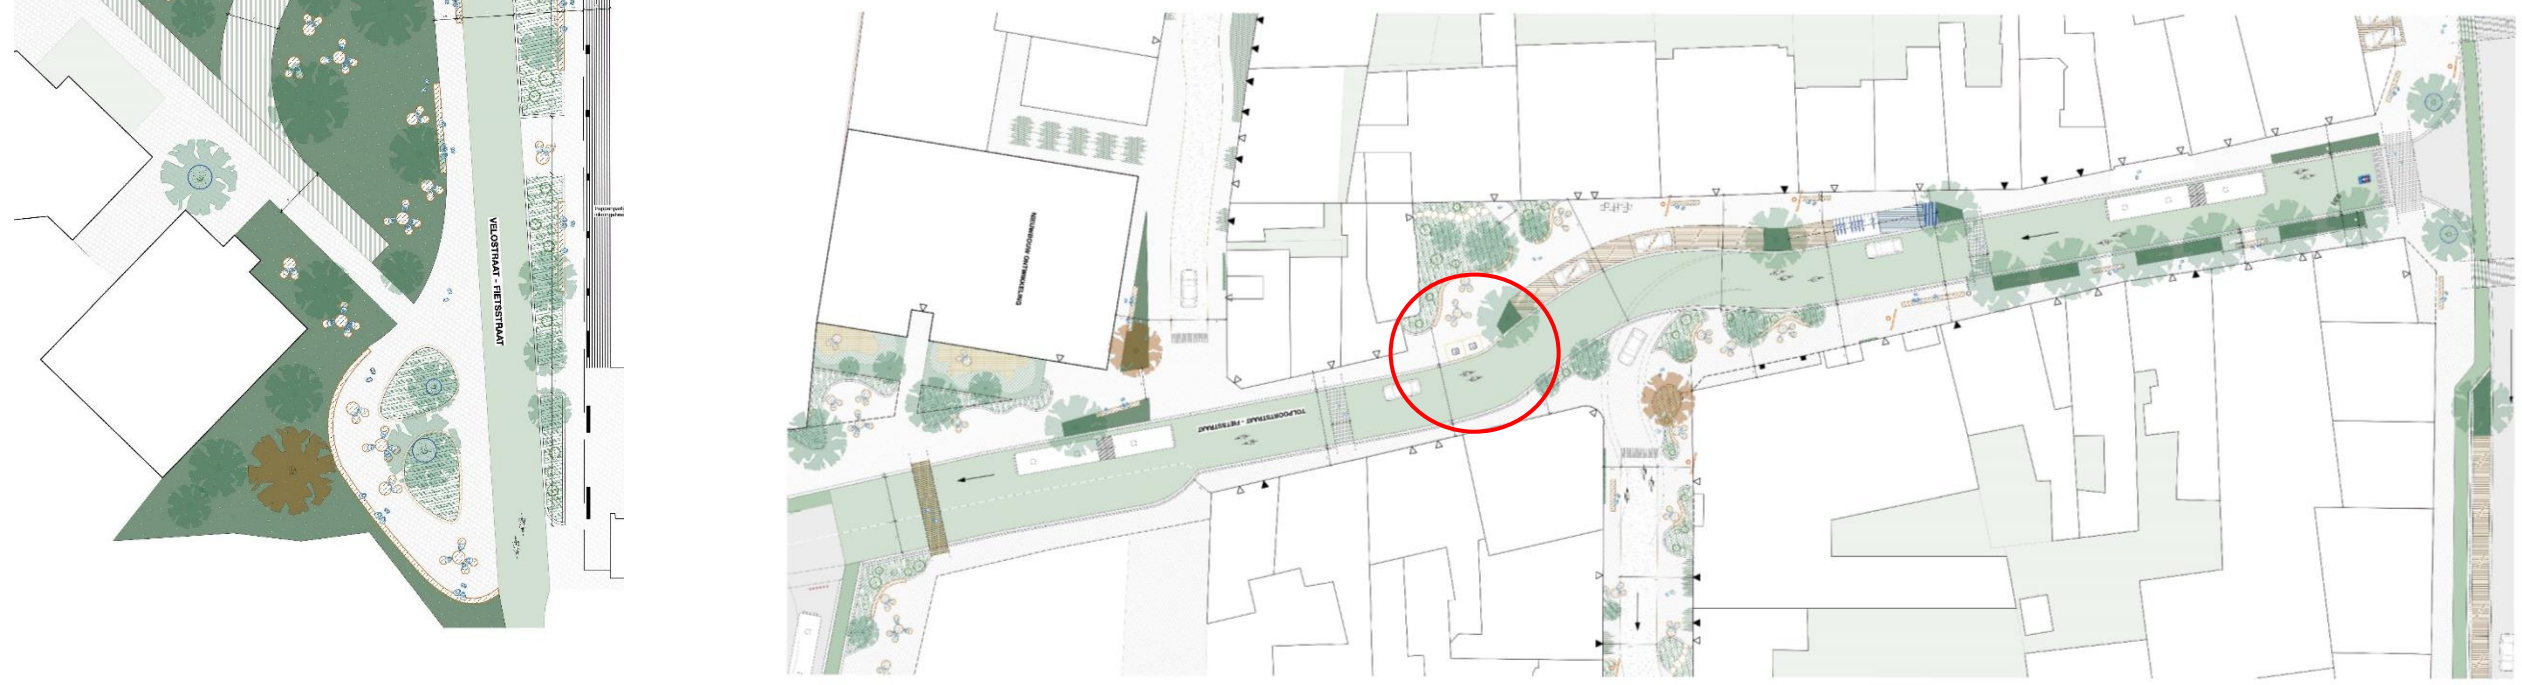 VELOSTRAAT - FIETSSTRAAT
NIEUWBOUW ONTWIKKELING
TOLPOORTSTRAAT - FIETSSTRAAT